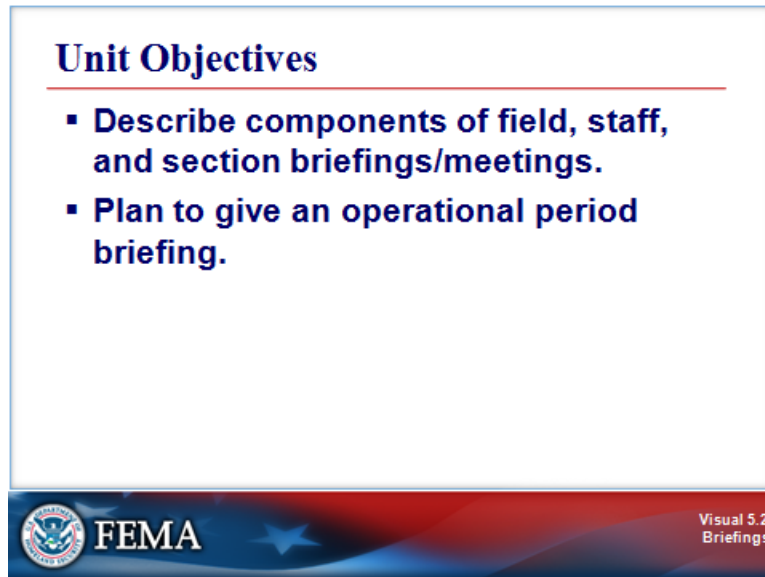 Unit Objectives
▪ Describe components of field, staff,
and section briefings/meetings.
▪ Plan to give an operational period
briefing.
FEMA
Visual 5.2
Briefings